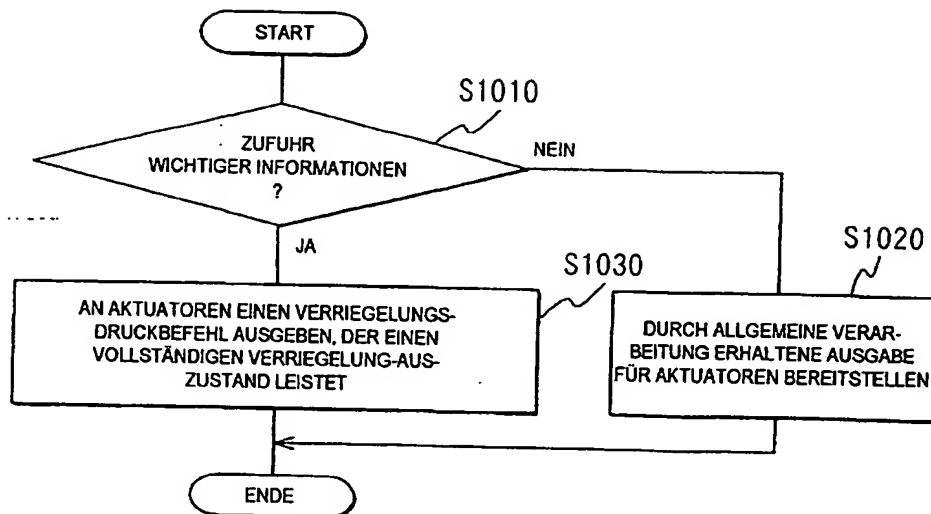 START
S1010
ZUFUHR
WICHTIGER INFORMATIONEN
?
NEIN
JA
S1020
S1030
AN AKTUATOREN EINEN VERRIEGELUNGS-
DRUCKBEFEHL AUSGEBEN, DER EINEN
VOLLSTÄNDIGEN VERRIEGELUNG-AUS-
ZUSTAND LEISTET
DURCH ALLGEMEINE VERAR-
BEITUNG ERHALTENE AUSGABE
FÜR AKTUATOREN BEREITSTELLEN
ENDE